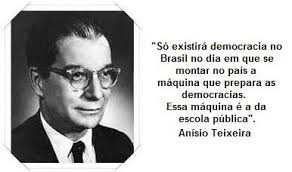 "Só existirá democracia no
Brasil no dia em que se
montar no país a
máquina que prepara as
democracias.
Essa máquina é a da
escola pública".
Anísio Teixeira